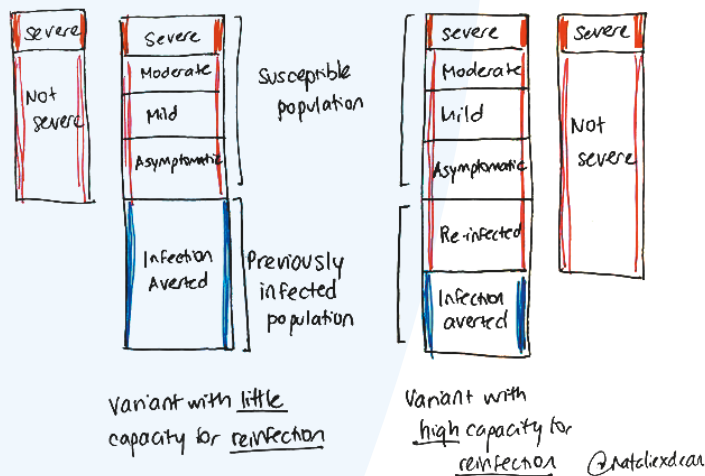 severe
Not
severe
Severe
Moderate
Mild
Asymptomatic
Infection
Averted
Susceptible
population
Previously
infected
population
Variant with little
capacity for reinfection
severe
Moderate
Mild
Asymptomatic
Re-infected
Infection
averted
severe
Not
severe
Variant with
high capacity for
reinfection
@nataliexdean